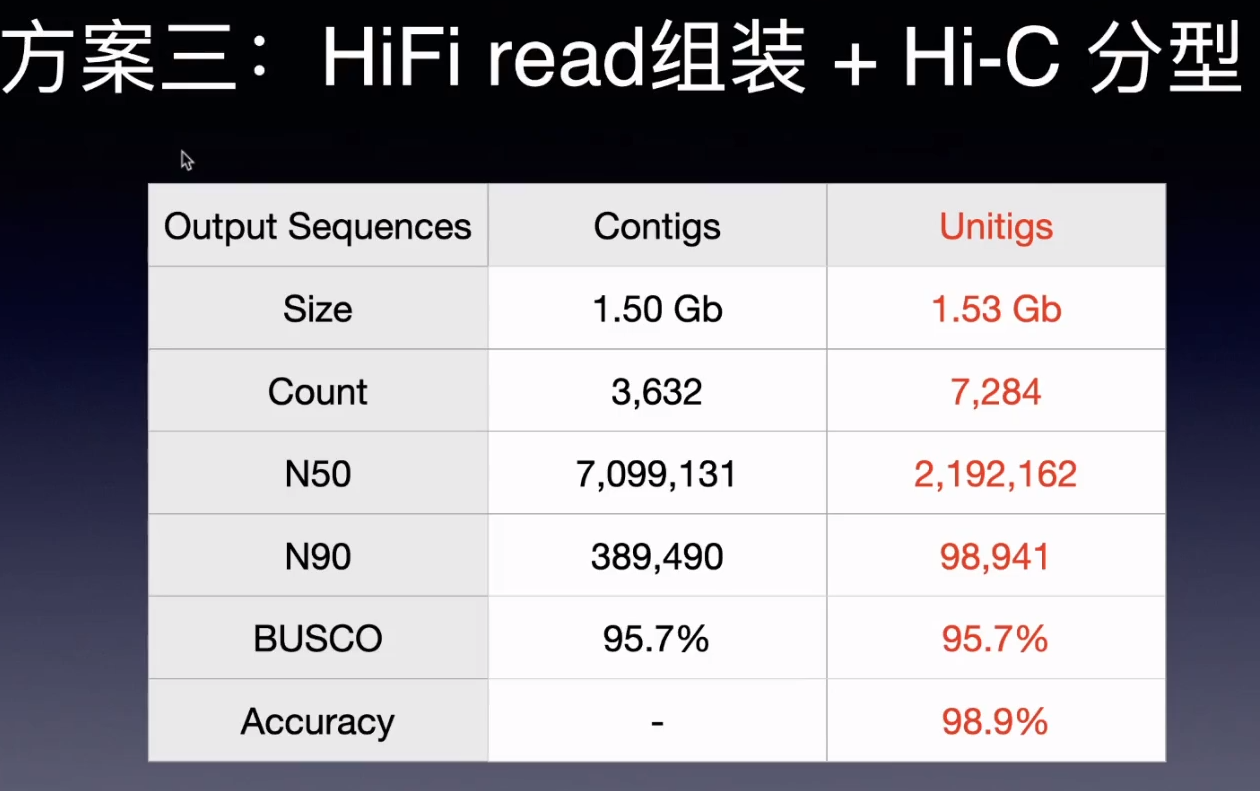 方案三：HiFi read组装 + Hi-C 分型
Output Sequences Contigs Unitigs
Size 1.50 Gb 1.53 Gb
Count 3,632 7,284
N50 7,099,131 2,192,162
N90 389,490 98,941
BUSCO 95.7% 95.7%
Accuracy - 98.9%